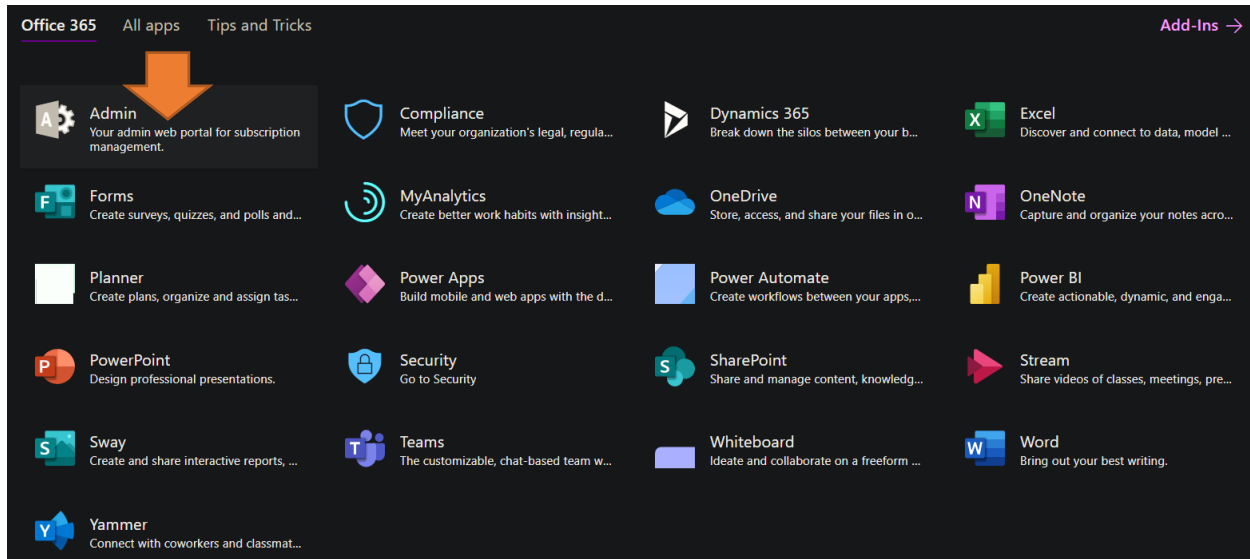 Office 365 All apps Tips and Tricks Add-Ins →
Admin
Your admin web portal for subscription
management.
Compliance
Meet your organization's legal, regula...
Dynamics 365
Break down the silos between your b...
Excel
Discover and connect to data, model ...
Forms
Create surveys, quizzes, and polls and...
MyAnalytics
Create better work habits with insight...
OneDrive
Store, access, and share your files in o...
OneNote
Capture and organize your notes acro...
Planner
Create plans, organize and assign tas...
Power Apps
Build mobile and web apps with the d...
Power Automate
Create workflows between your apps,...
Power BI
Create actionable, dynamic, and enga...
PowerPoint
Design professional presentations.
Security
Go to Security
SharePoint
Share and manage content, knowledg...
Stream
Share videos of classes, meetings, pre...
Sway
Create and share interactive reports, ...
Teams
The customizable, chat-based team w...
Whiteboard
Ideate and collaborate on a freeform ...
Word
Bring out your best writing.
Yammer
Connect with coworkers and classmat...